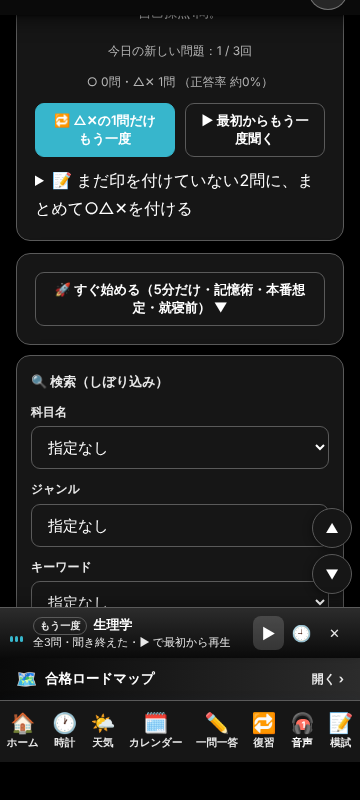 今日の新しい問題：1 / 3回
○ 0問・△✕ 1問 （正答率 約0%）
🔁 △✕の1問だけ
もう一度
▶ 最初からもう一
度聞く
▶ 📝 まだ印を付けていない2問に、ま
とめて○△✕を付ける
🚀 すぐ始める（5分だけ・記憶術・本番想
定・就寝前） ▼
🔍 検索（しぼり込み）
科目名
指定なし
ジャンル
指定なし
▲
キーワード
▼
指定なし
もう一度 生理学
全3問・聞き終えた・▶ で最初から再生
▶ 🕘 ✕
🗺️ 合格ロードマップ 開く ›
ホーム 時計 天気 カレンダー 一問一答 復習 音声 模試